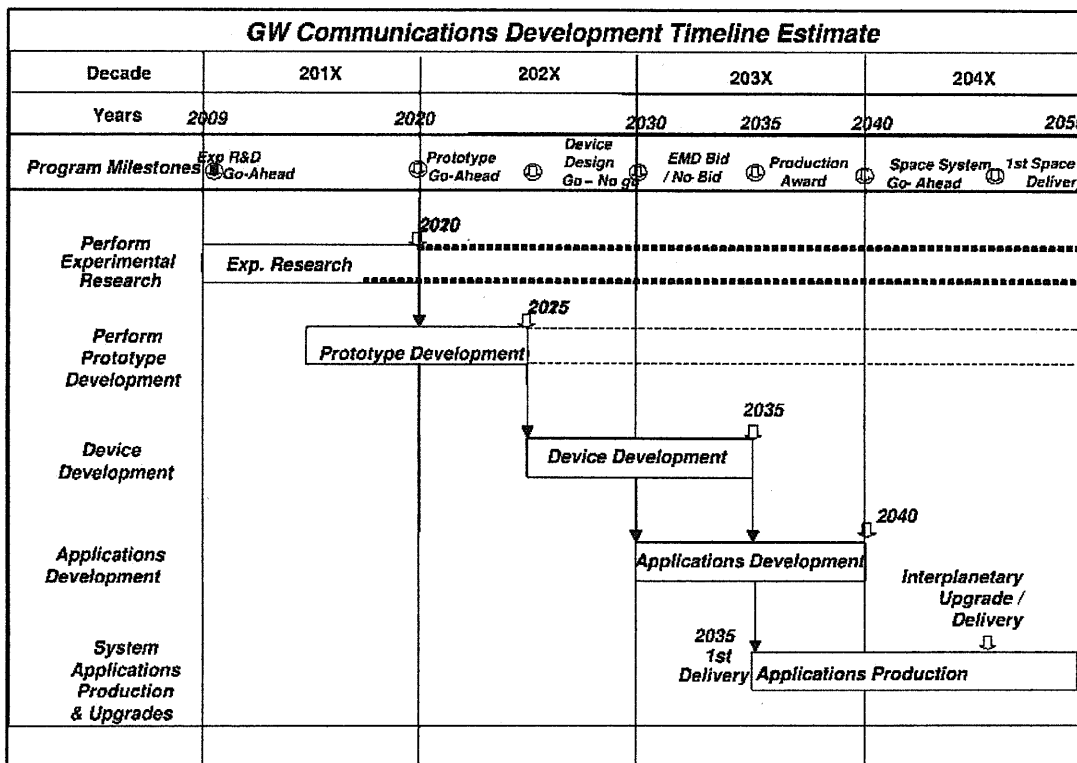 GW Communications Development Timeline Estimate
Decade 201X 202X 203X 204X
Years 2009 2020 2030 2035 2040
Program Milestones
Exp R&D
Go-Ahead
Prototype
Go-Ahead
Device
Design
Go – No go
EMD Bid
/ No Bid
Production
Award
Space System
Go- Ahead
1st Space
Perform
Experimental
Research
Exp. Research
2020
Perform
Prototype
Development
Prototype Development
2025
Device
Development
Device Development
2035
Applications
Development
Applications Development
2040
System
Applications
Production
& Upgrades
2035
1st
Delivery
Applications Production
Interplanetary
Upgrade /
Delivery